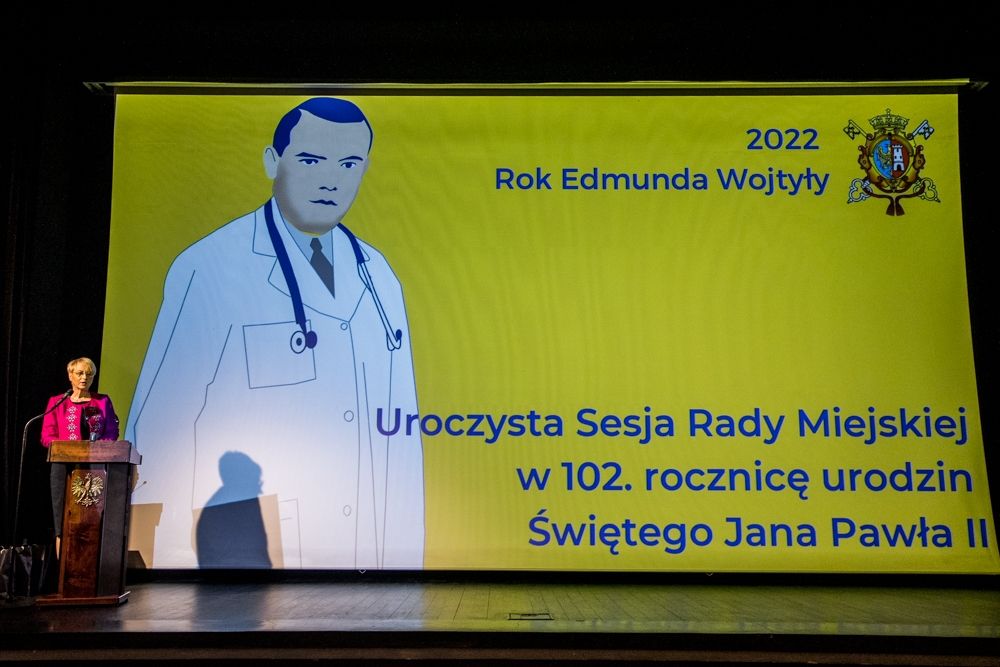 2022
Rok Edmunda Wojtyły
Uroczysta Sesja Rady Miejskiej
w 102. rocznicę urodzin
Świętego Jana Pawła II